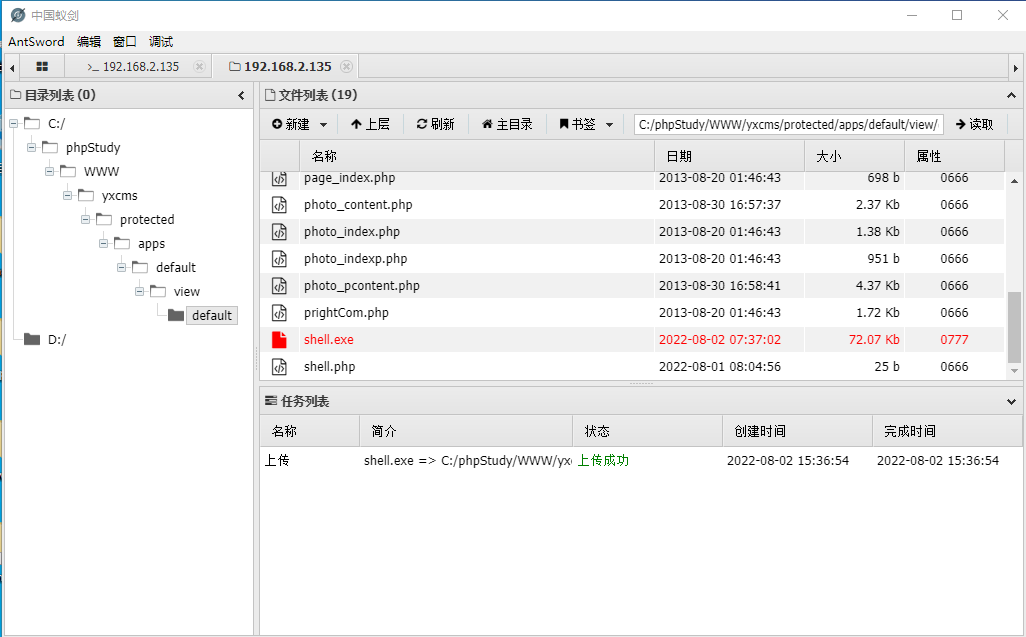 中国蚁剑
AntSword 编辑 窗口 调试
>_ 192.168.2.135 192.168.2.135
目录列表 (0)
C:/
phpStudy
WWW
yxcms
protected
apps
default
view
default
D:/
文件列表 (19)
新建 上层 刷新 主目录 书签 C:/phpStudy/WWW/yxcms/protected/apps/default/view/ 读取
名称 日期 大小 属性
page_index.php 2013-08-20 01:46:43 698 b 0666
photo_content.php 2013-08-30 16:57:37 2.37 Kb 0666
photo_index.php 2013-08-20 01:46:43 1.38 Kb 0666
photo_indexp.php 2013-08-20 01:46:43 951 b 0666
photo_pcontent.php 2013-08-30 16:58:41 4.37 Kb 0666
prightCom.php 2013-08-20 01:46:43 1.72 Kb 0666
shell.exe 2022-08-02 07:37:02 72.07 Kb 0777
shell.php 2022-08-01 08:04:56 25 b 0666
任务列表
名称 简介 状态 创建时间 完成时间
上传 shell.exe => C:/phpStudy/WWW/yx 上传成功 2022-08-02 15:36:54 2022-08-02 15:36:54